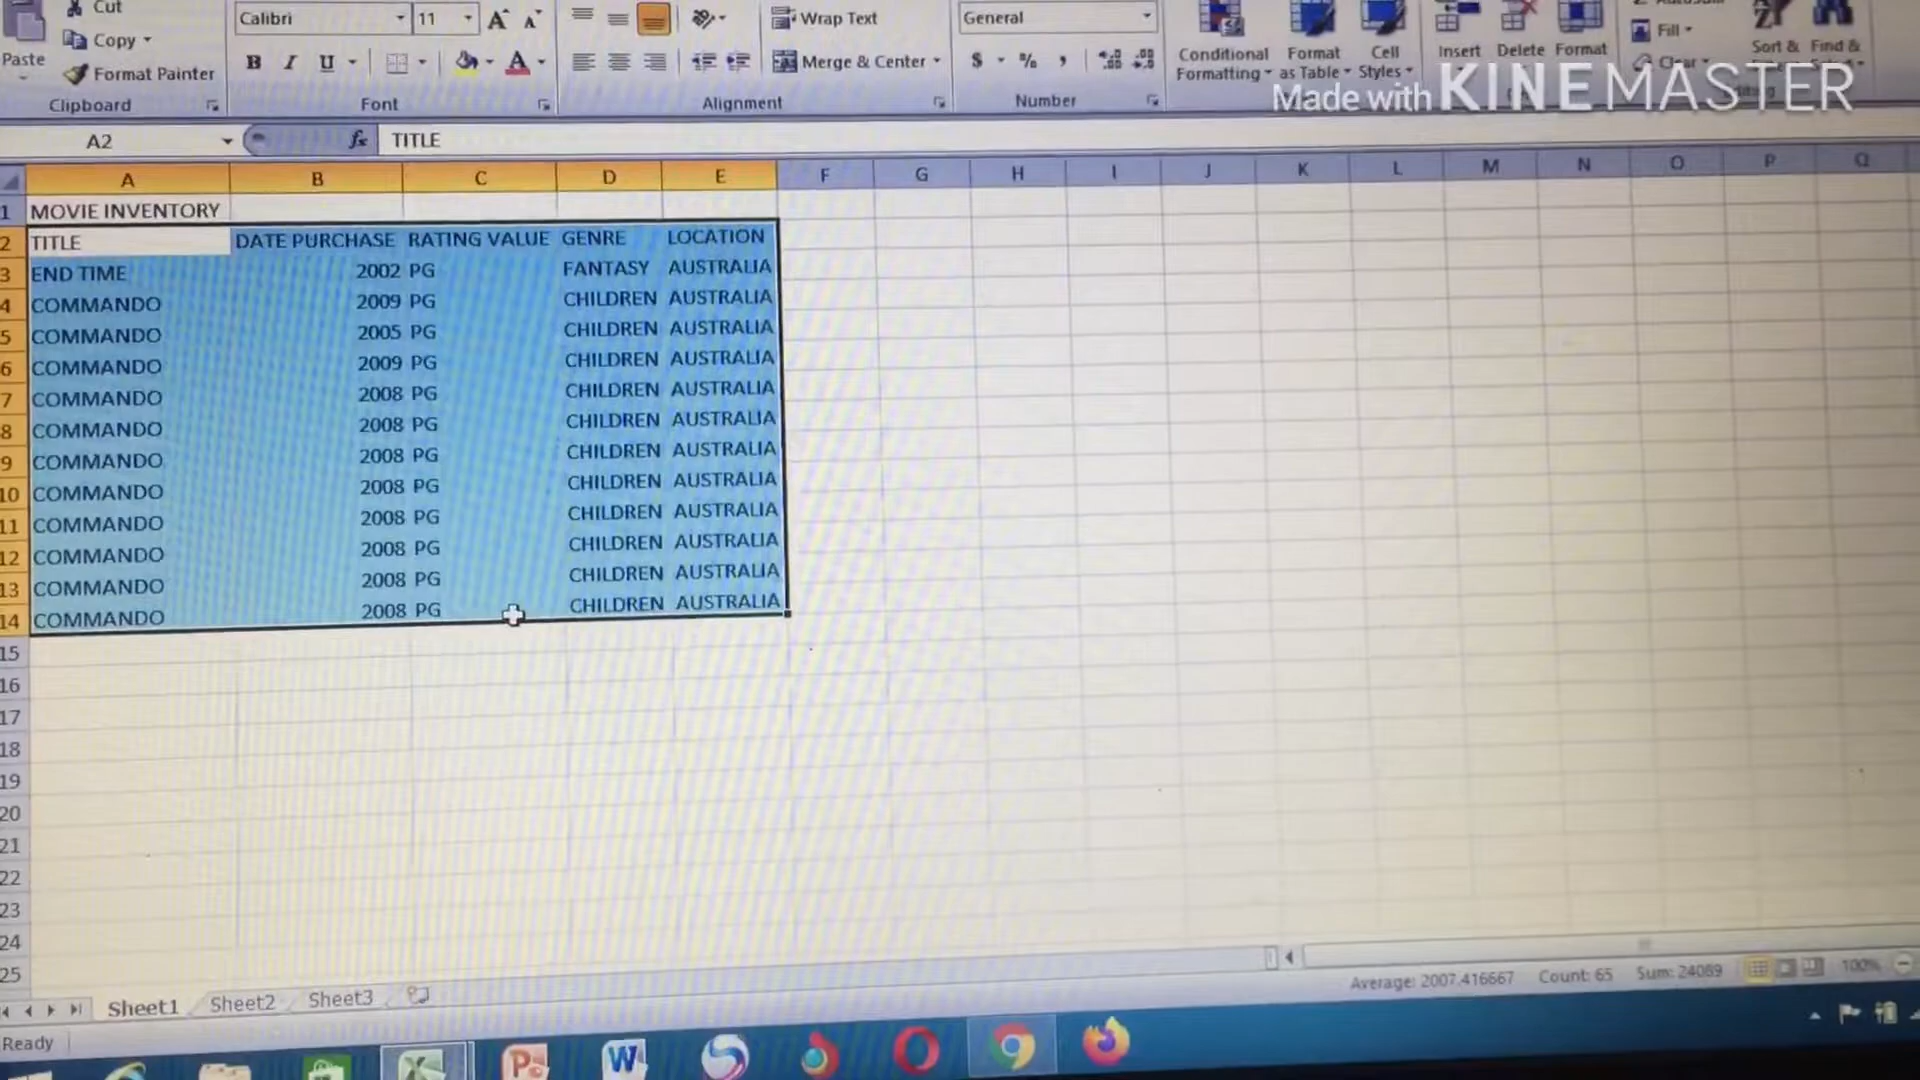 Cut
Calibri 11 A A Wrap Text General
Paste Copy Conditional Formatting Format as Table Cell Styles Insert Delete Format Fill Sort & Find &
Format Painter B I U A Merge & Center $ % , Clear
Clipboard Font Alignment Number
Made with KINEMASTER
A2 fx TITLE
A B C D E F G H I J K L M N O P Q
1 MOVIE INVENTORY
2 TITLE DATE PURCHASE RATING VALUE GENRE LOCATION
3 END TIME 2002 PG FANTASY AUSTRALIA
4 COMMANDO 2009 PG CHILDREN AUSTRALIA
5 COMMANDO 2005 PG CHILDREN AUSTRALIA
6 COMMANDO 2009 PG CHILDREN AUSTRALIA
7 COMMANDO 2008 PG CHILDREN AUSTRALIA
8 COMMANDO 2008 PG CHILDREN AUSTRALIA
9 COMMANDO 2008 PG CHILDREN AUSTRALIA
10 COMMANDO 2008 PG CHILDREN AUSTRALIA
11 COMMANDO 2008 PG CHILDREN AUSTRALIA
12 COMMANDO 2008 PG CHILDREN AUSTRALIA
13 COMMANDO 2008 PG CHILDREN AUSTRALIA
14 COMMANDO 2008 PG CHILDREN AUSTRALIA
15
16
17
18
19
20
21
22
23
24
25
Sheet1 Sheet2 Sheet3
Average: 2007.416667 Count: 65 Sum: 24089 100%
Ready